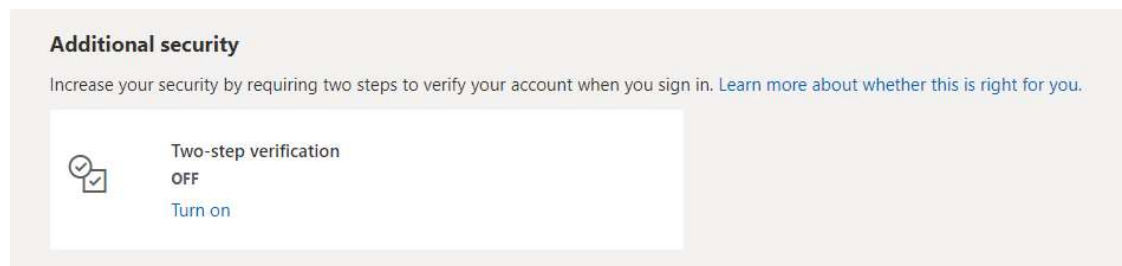 Additional security
Increase your security by requiring two steps to verify your account when you sign in. Learn more about whether this is right for you.
Two-step verification
OFF
Turn on